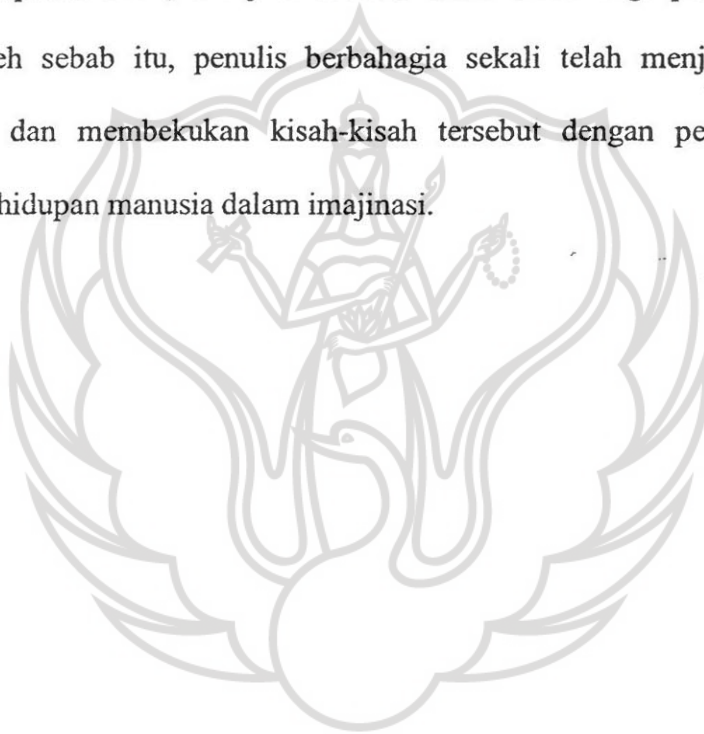 eh sebab itu, penulis berbahagia sekali telah menj
dan membekukan kisah-kisah tersebut dengan pe
hidupan manusia dalam imajinasi.